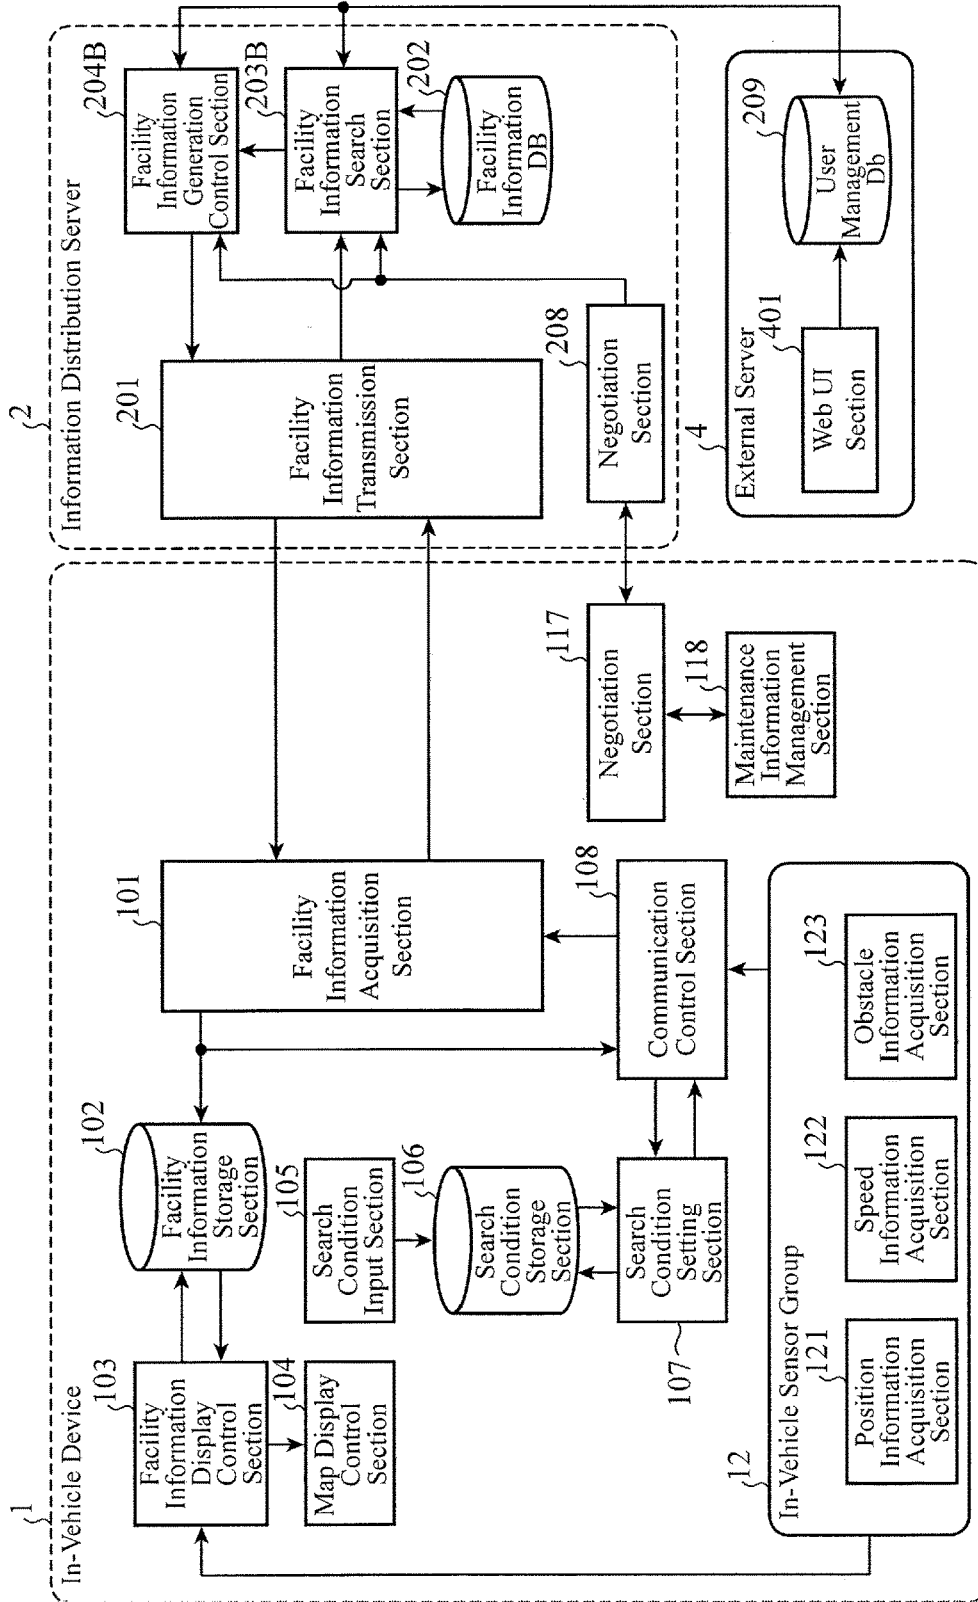 1
In-Vehicle Device
103
Facility
Information
Display
Control
Section
104
Map Display
Control
Section
102
Facility
Information
Storage
Section
105
Search
Condition
Input Section
106
Search
Condition
Storage
Section
107
Search
Condition
Setting
Section
101
Facility
Information
Acquisition
Section
108
Communication
Control Section
117
Negotiation
Section
118
Maintenance
Information
Management
Section
12
In-Vehicle Sensor Group
121
Position
Information
Acquisition
Section
122
Speed
Information
Acquisition
Section
123
Obstacle
Information
Acquisition
Section
2
Information Distribution Server
201
Facility
Information
Transmission
Section
204B
Facility
Information
Generation
Control Section
203B
Facility
Information
Search
Section
202
Facility
Information
DB
208
Negotiation
Section
4
External Server
401
Web UI
Section
209
User
Management
Db